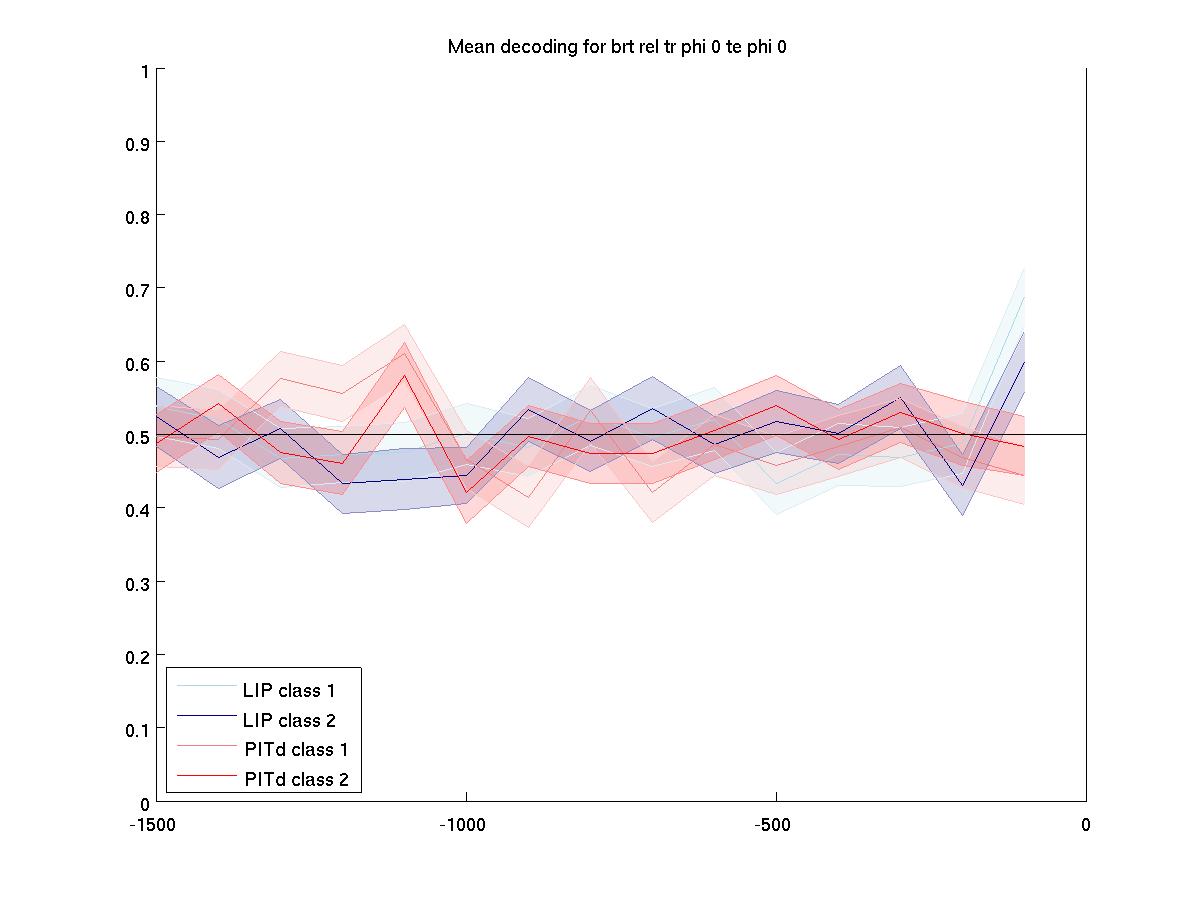 Mean decoding for brt rel tr phi 0 te phi 0
1
0.9
0.8
0.7
0.6
0.5
0.4
0.3
0.2
0.1
0
LIP class 1
LIP class 2
PITd class 1
PITd class 2
-1500 -1000 -500 0